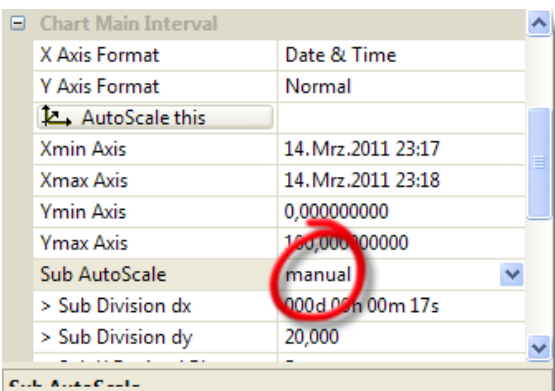 Chart Main Interval
X Axis Format Date & Time
Y Axis Format Normal
AutoScale this
Xmin Axis 14.Mrz.2011 23:17
Xmax Axis 14.Mrz.2011 23:18
Ymin Axis 0,000000000
Ymax Axis 100,000000000
Sub AutoScale manual
> Sub Division dx 000d 00h 00m 17s
> Sub Division dy 20,000
Sub AutoScale